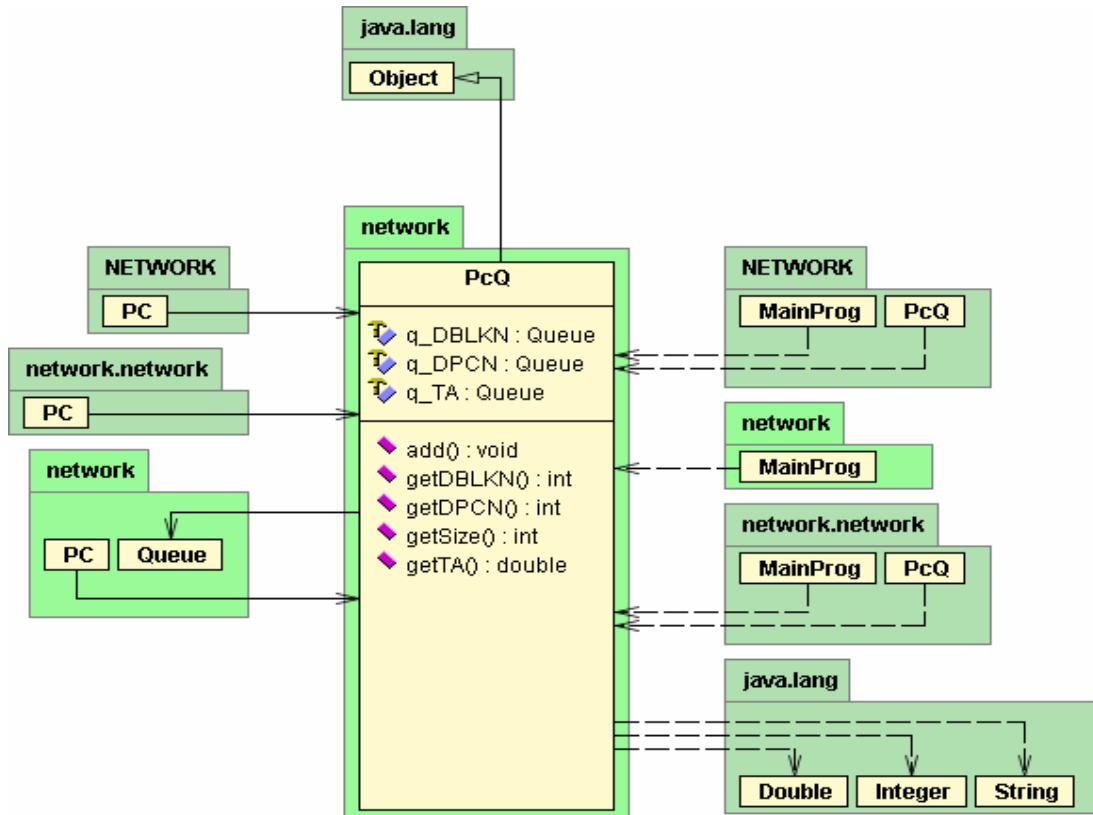 java.lang
Object
network
PcQ
q_DBLKN : Queue
q_DPCN : Queue
q_TA : Queue
add() : void
getDBLKN() : int
getDPCN() : int
getSize() : int
getTA() : double
NETWORK
PC
network.network
PC
network
PC Queue
NETWORK
MainProg PcQ
network
MainProg
network.network
MainProg PcQ
java.lang
Double Integer String